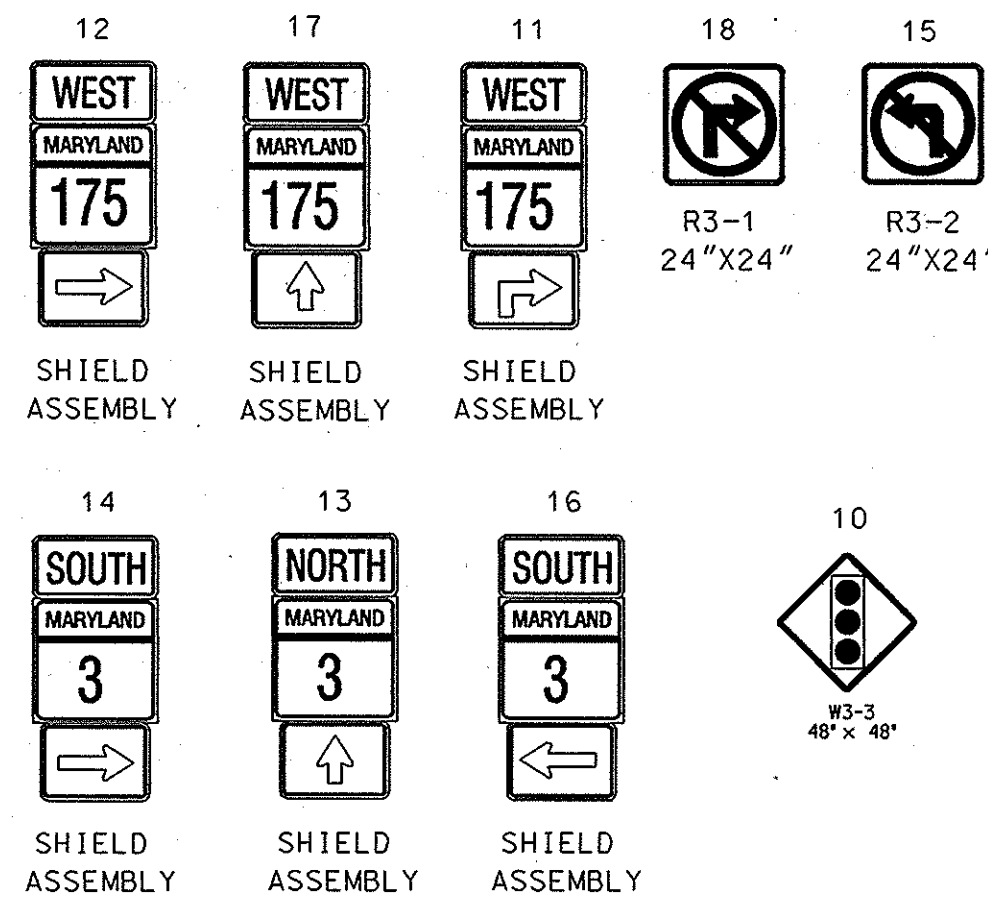 12
WEST
MARYLAND
175
SHIELD
ASSEMBLY
17
WEST
MARYLAND
175
SHIELD
ASSEMBLY
11
WEST
MARYLAND
175
SHIELD
ASSEMBLY
18
R3-1
24"X24"
15
R3-2
24"X24"
14
SOUTH
MARYLAND
3
SHIELD
ASSEMBLY
13
NORTH
MARYLAND
3
SHIELD
ASSEMBLY
16
SOUTH
MARYLAND
3
SHIELD
ASSEMBLY
10
W3-3
48" × 48"